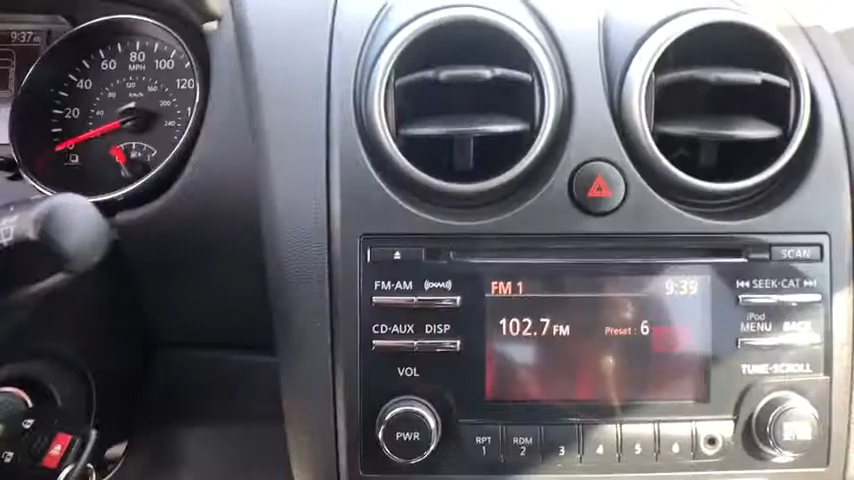 9:37
60 80 100
40 120
20
0
MPH
km/h
SCAN
FM·AM
SEEK·CAT
FM 1 9:39
102.7 FM Preset : 6
CD·AUX DISP
iPod
MENU BACK
VOL
TUNE·SCROLL
PWR
RPT RDM
1 2 3 4 5 6